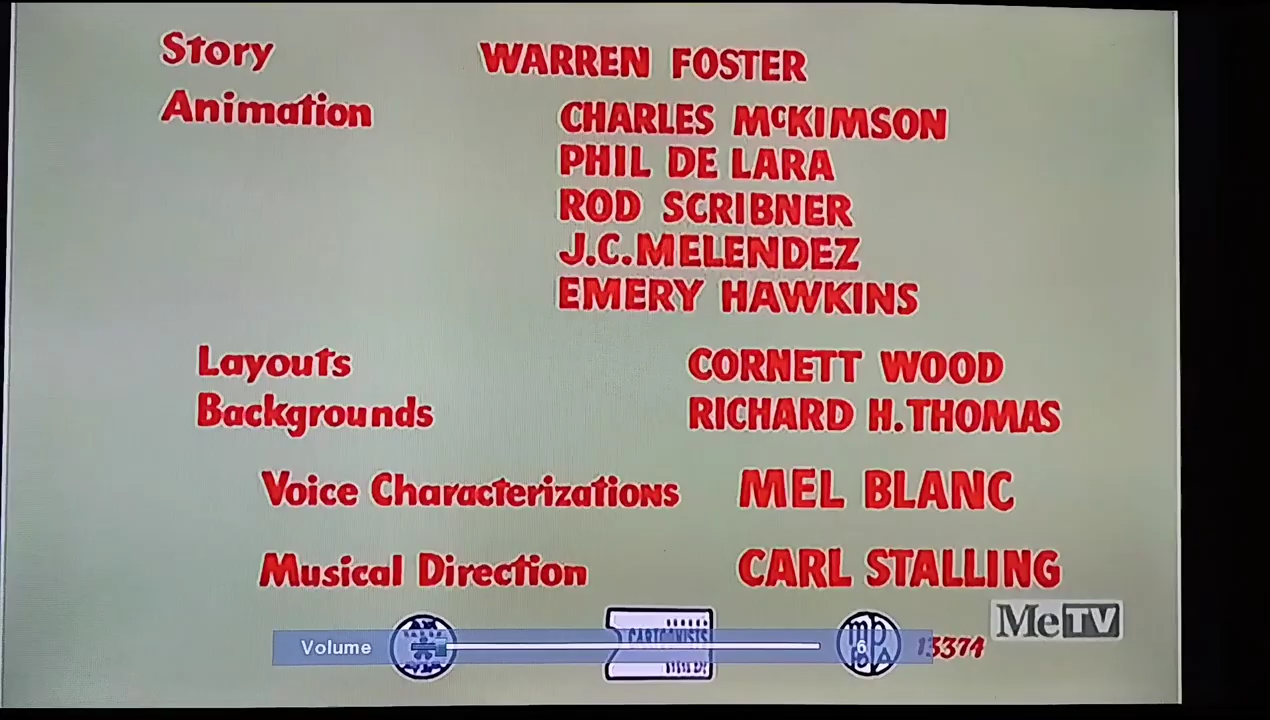 Story WARREN FOSTER
Animation CHARLES McKIMSON
PHIL DE LARA
ROD SCRIBNER
J.C. MELENDEZ
EMERY HAWKINS
Layouts CORNETT WOOD
Backgrounds RICHARD H. THOMAS
Voice Characterizations MEL BLANC
Musical Direction CARL STALLING
MeTV
Volume CARTOONISTS 6 13374